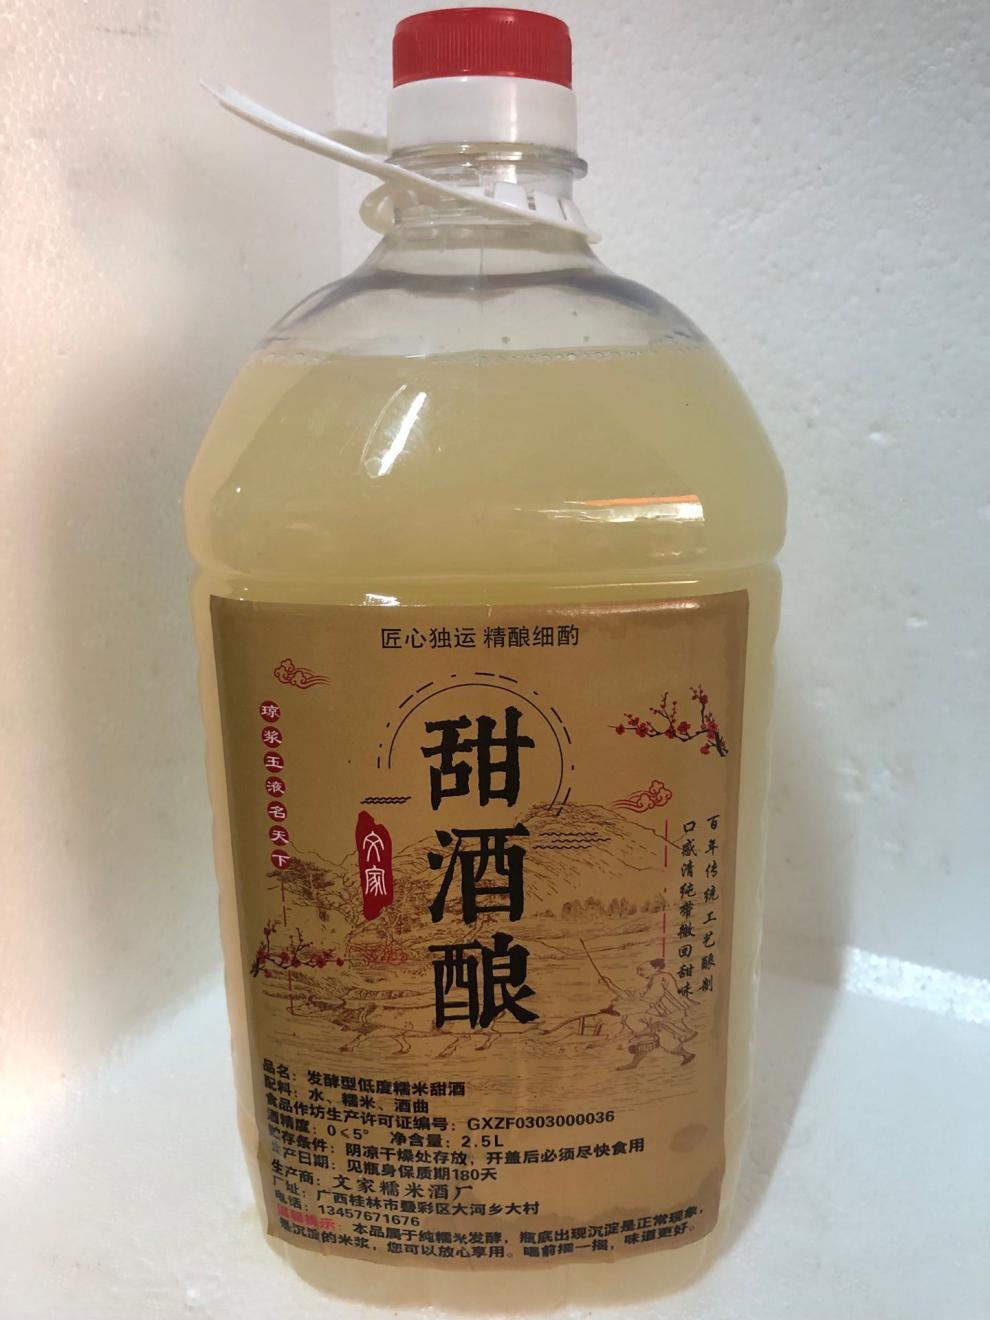 匠心独运 精酿细酌
琼浆玉液名天下
甜酒酿
文家
百年传统工艺酿制
口感清纯带微回甜味
品名：发酵型低度糯米甜酒
配料：水、糯米、酒曲
食品作坊生产许可证编号：GXZF0303000036
酒精度：0≤5° 净含量：2.5L
贮存条件：阴凉干燥处存放，开盖后必须尽快食用
生产日期：见瓶身保质期180天
生产商：文家糯米酒厂
厂址：广西桂林市叠彩区大河乡大村
电话：13457671676
温馨提示：本品属于纯糯米发酵，瓶底出现沉淀是正常现象，
是沉淀的米浆，您可以放心享用。喝前摇一摇，味道更好。